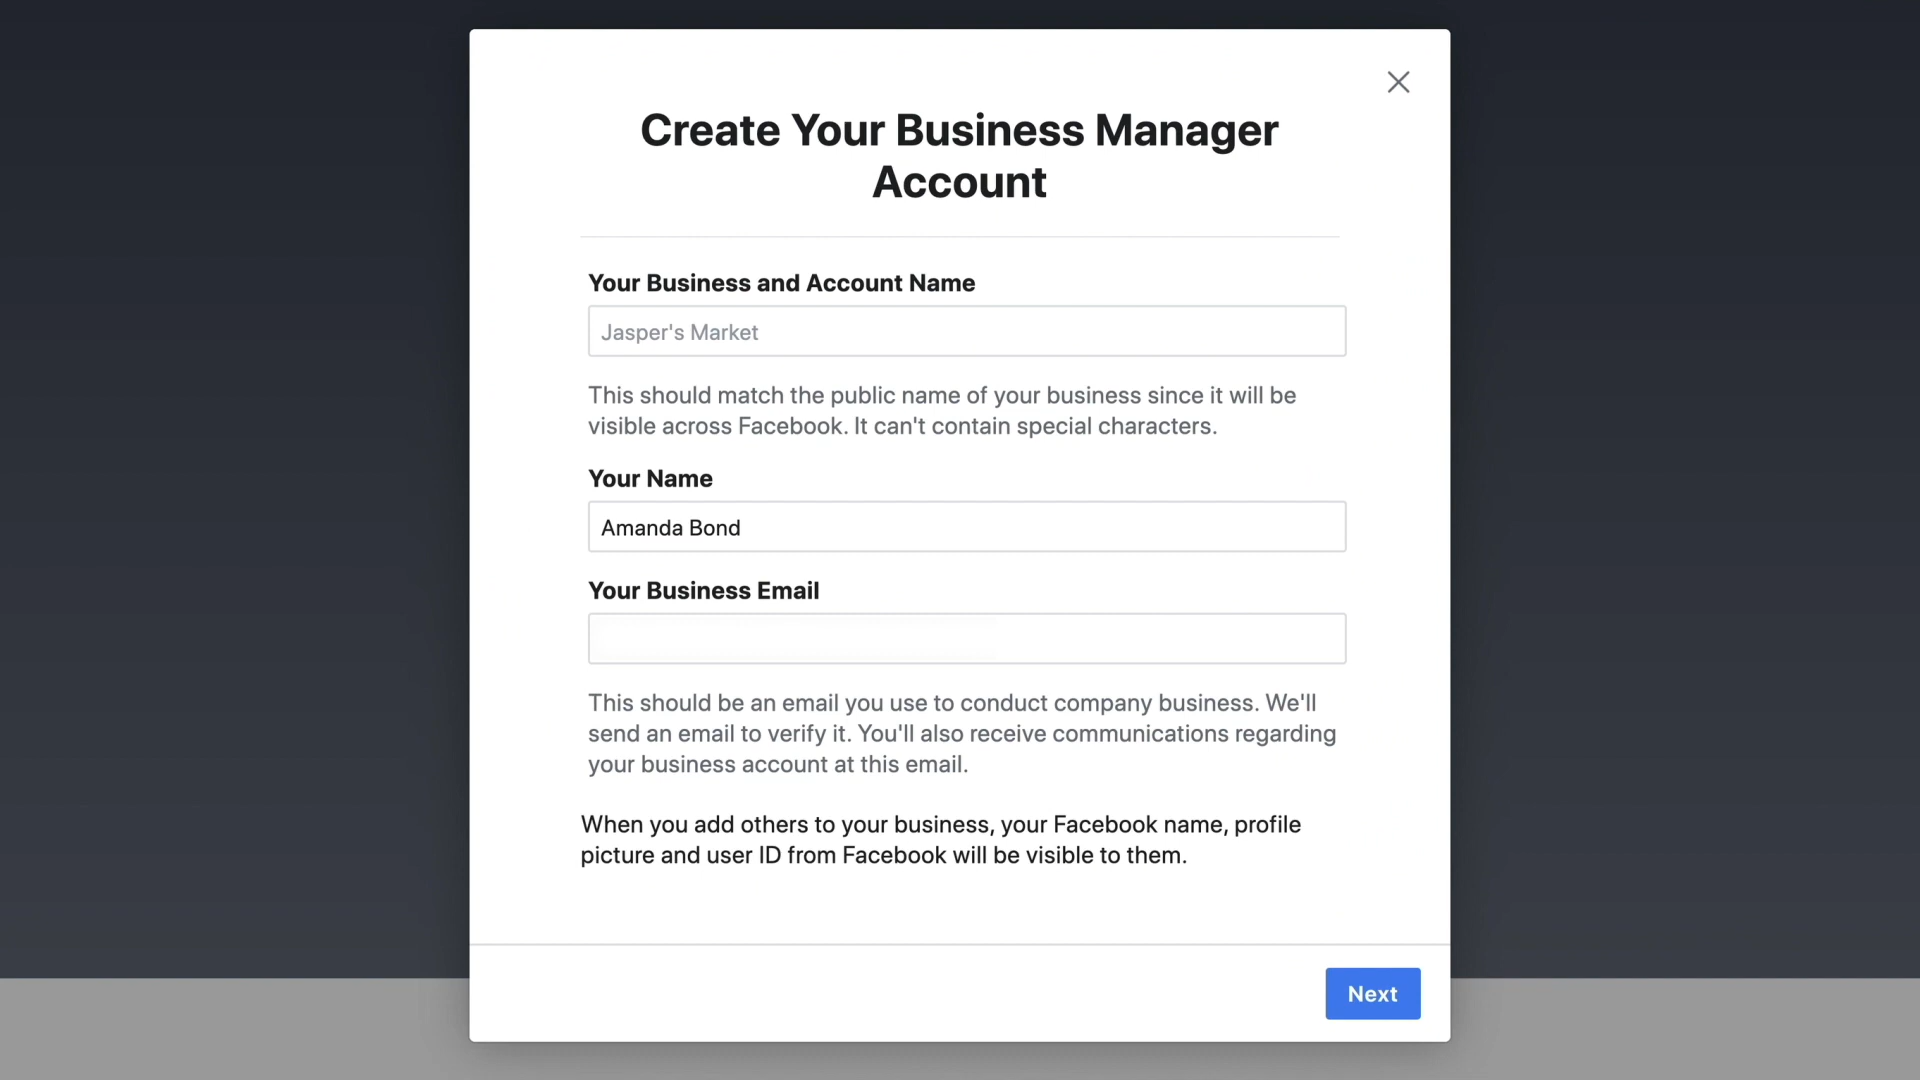 Create Your Business Manager
Account
Your Business and Account Name
Jasper's Market
This should match the public name of your business since it will be
visible across Facebook. It can't contain special characters.
Your Name
Amanda Bond
Your Business Email
This should be an email you use to conduct company business. We'll
send an email to verify it. You'll also receive communications regarding
your business account at this email.
When you add others to your business, your Facebook name, profile
picture and user ID from Facebook will be visible to them.
Next